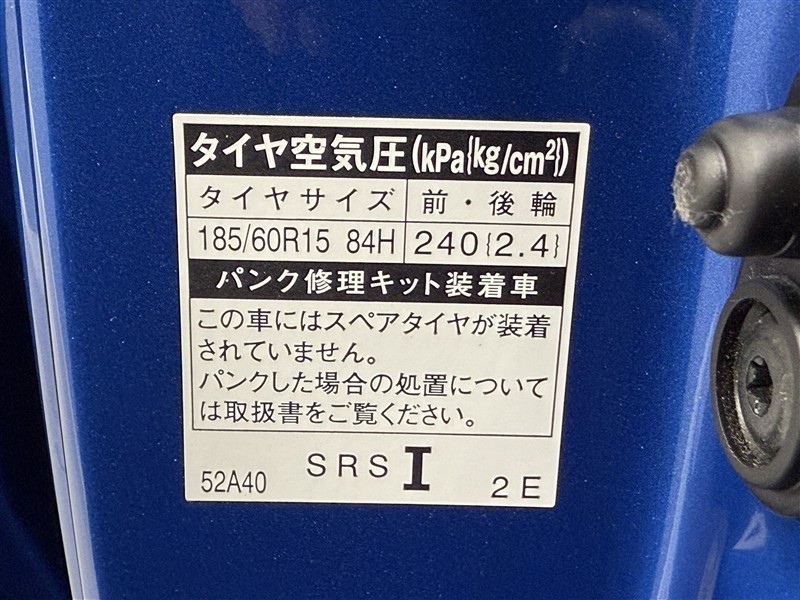 タイヤ空気圧(kPa{kg/cm²})
タイヤサイズ 前・後輪
185/60R15 84H 240{2.4}
パンク修理キット装着車
この車にはスペアタイヤが装着
されていません。
パンクした場合の処置について
は取扱書をご覧ください。
52A40 SRS I 2E